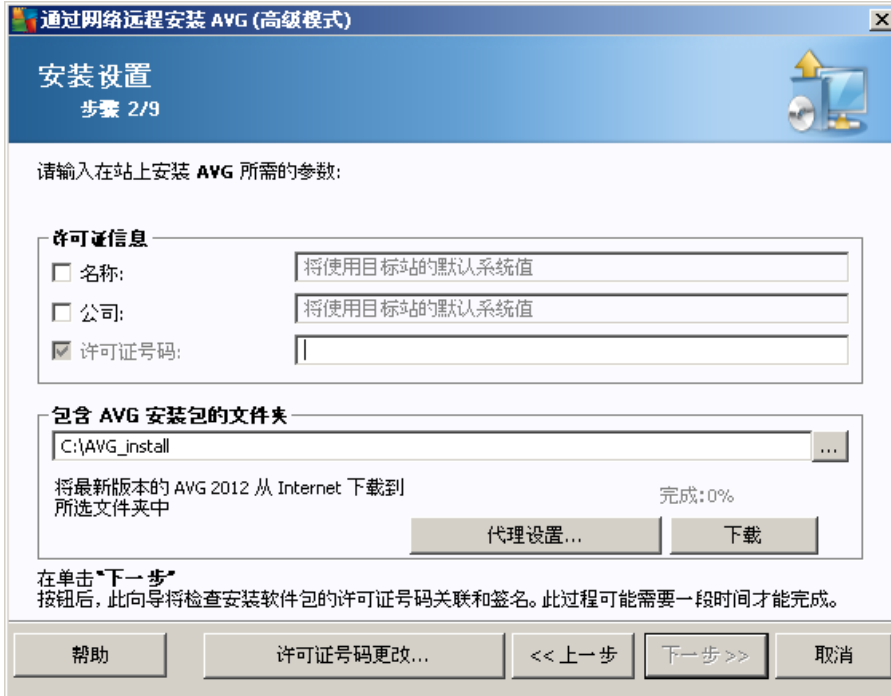 通过网络远程安装 AVG (高级模式)
安装设置
步骤 2/9
请输入在站上安装 AVG 所需的参数:
许可证信息
名称:
将使用目标站的默认系统值
公司:
将使用目标站的默认系统值
许可证号码:
包含 AVG 安装包的文件夹
C:\AVG_install
...
将最新版本的 AVG 2012 从 Internet 下载到
所选文件夹中
完成:0%
代理设置...
下载
在单击"下一步"
按钮后, 此向导将检查安装软件包的许可证号码关联和签名。此过程可能需要一段时间才能完成。
帮助
许可证号码更改...
<< 上一步
下一步 >>
取消